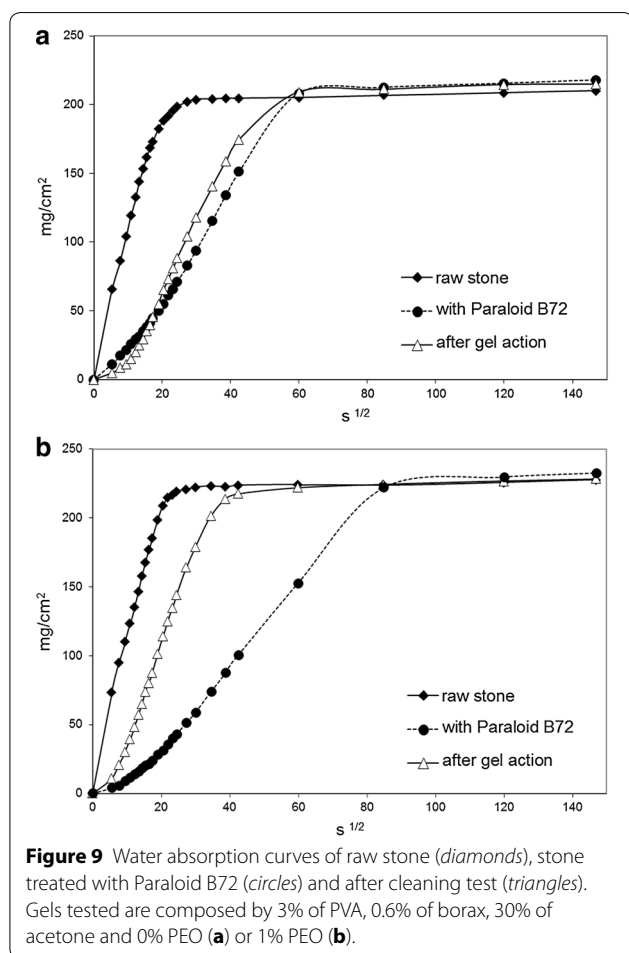 a
250
200
150
100
50
0
mg/cm²
0 20 40 60 80 100 120 140
s ^1/2
raw stone
with Paraloid B72
after gel action
b
250
200
150
100
50
0
mg/cm²
0 20 40 60 80 100 120 140
s ^1/2
raw stone
with Paraloid B72
after gel action
Figure 9 Water absorption curves of raw stone (diamonds), stone
treated with Paraloid B72 (circles) and after cleaning test (triangles).
Gels tested are composed by 3% of PVA, 0.6% of borax, 30% of
acetone and 0% PEO (a) or 1% PEO (b).